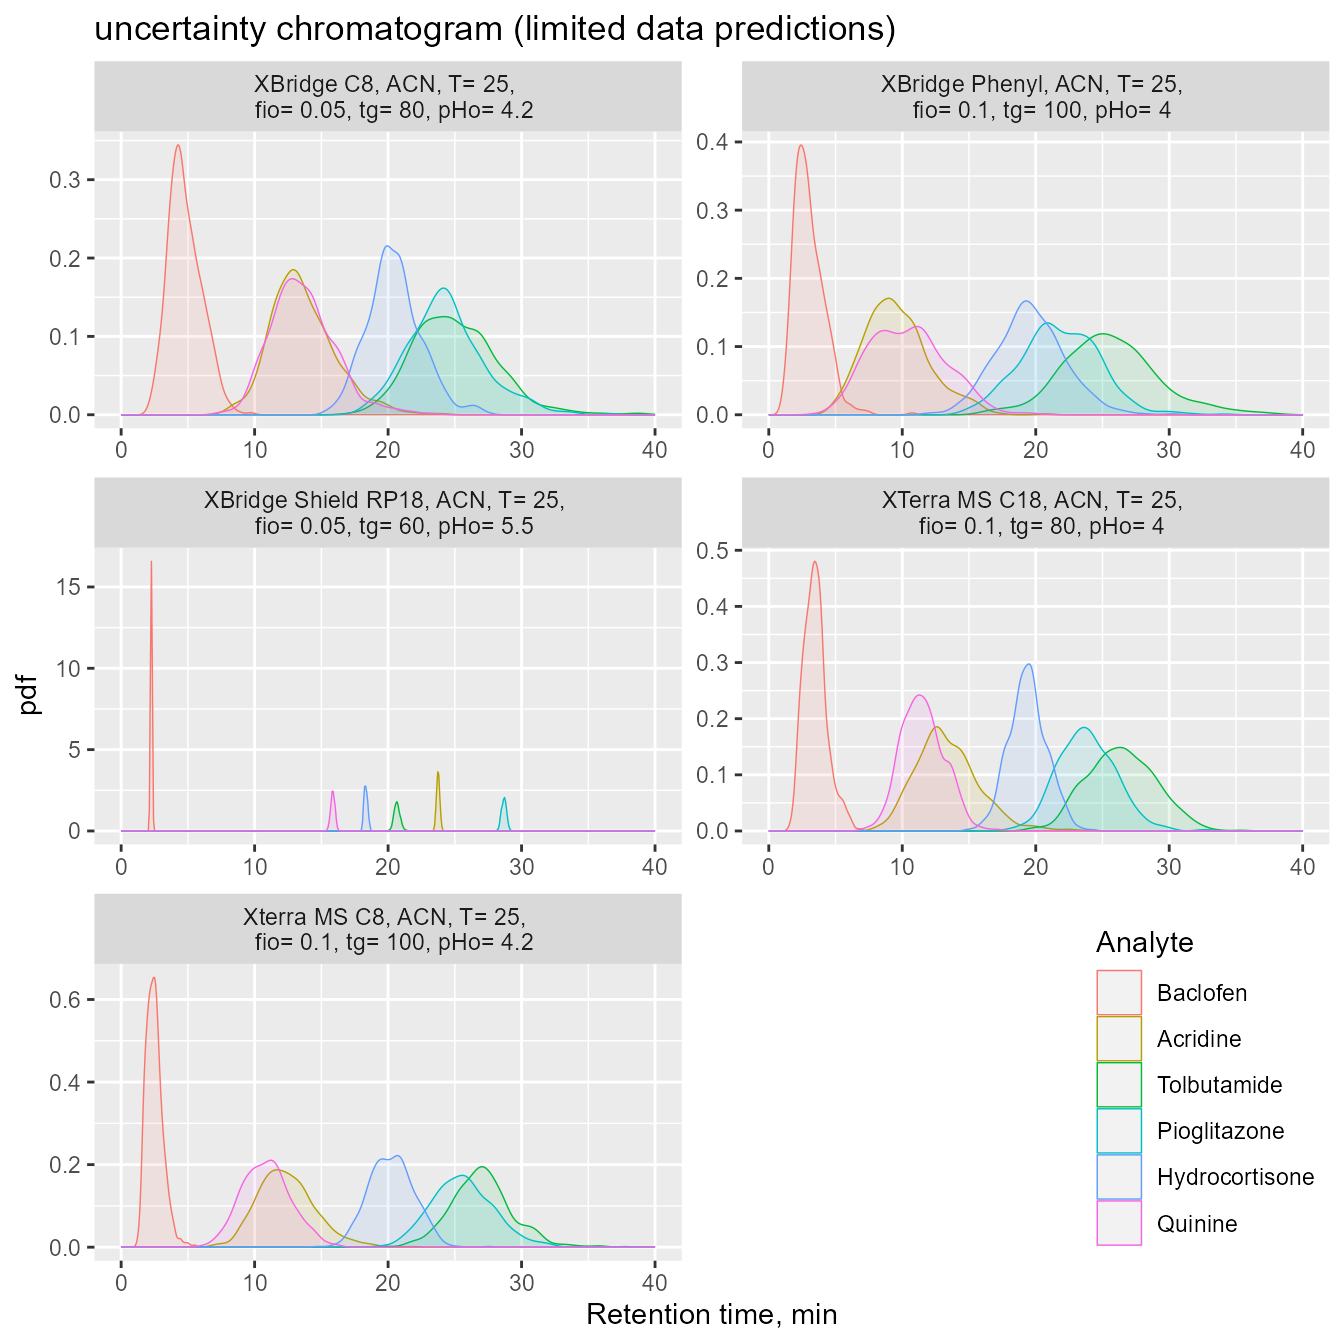 uncertainty chromatogram (limited data predictions)
XBridge C8, ACN, T= 25,
fio= 0.05, tg= 80, pHo= 4.2
0.3
0.2
0.1
0.0
0 10 20 30 40
XBridge Phenyl, ACN, T= 25,
fio= 0.1, tg= 100, pHo= 4
0.4
0.3
0.2
0.1
0.0
0 10 20 30 40
XBridge Shield RP18, ACN, T= 25,
fio= 0.05, tg= 60, pHo= 5.5
15
10
5
0
0 10 20 30 40
XTerra MS C18, ACN, T= 25,
fio= 0.1, tg= 80, pHo= 4
0.5
0.4
0.3
0.2
0.1
0.0
0 10 20 30 40
pdf
Xterra MS C8, ACN, T= 25,
fio= 0.1, tg= 100, pHo= 4.2
0.6
0.4
0.2
0.0
0 10 20 30 40
Analyte
Baclofen
Acridine
Tolbutamide
Pioglitazone
Hydrocortisone
Quinine
Retention time, min